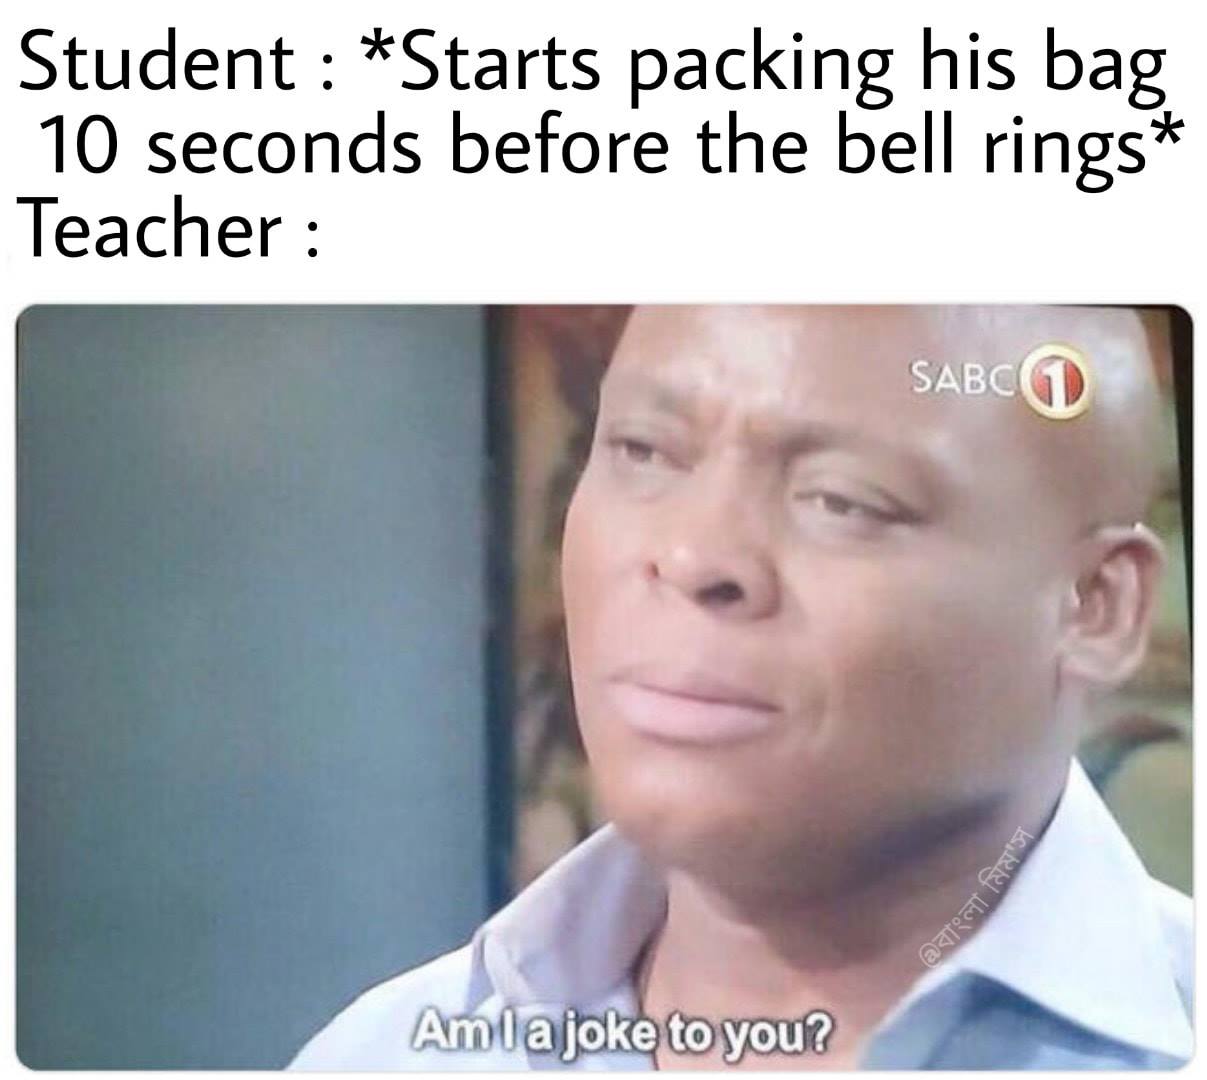 Student : *Starts packing his bag
10 seconds before the bell rings*
Teacher :
SABC 1
@বাংলা মিম'স
Am I a joke to you?